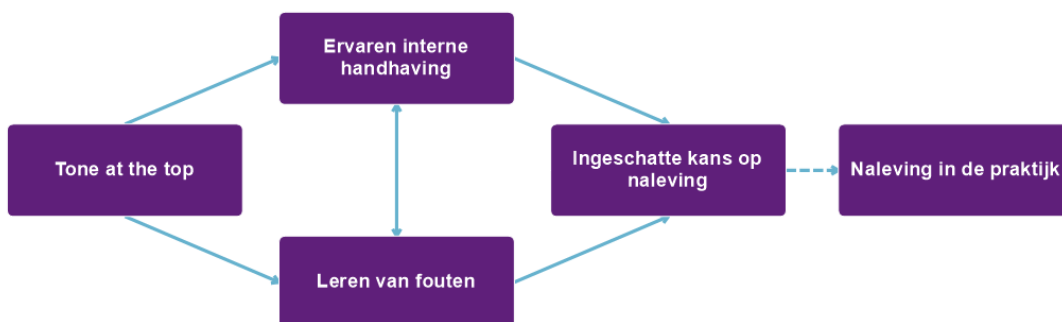 Ervaren interne
handhaving
Tone at the top
Ingeschatte kans op
naleving
Naleving in de praktijk
Leren van fouten